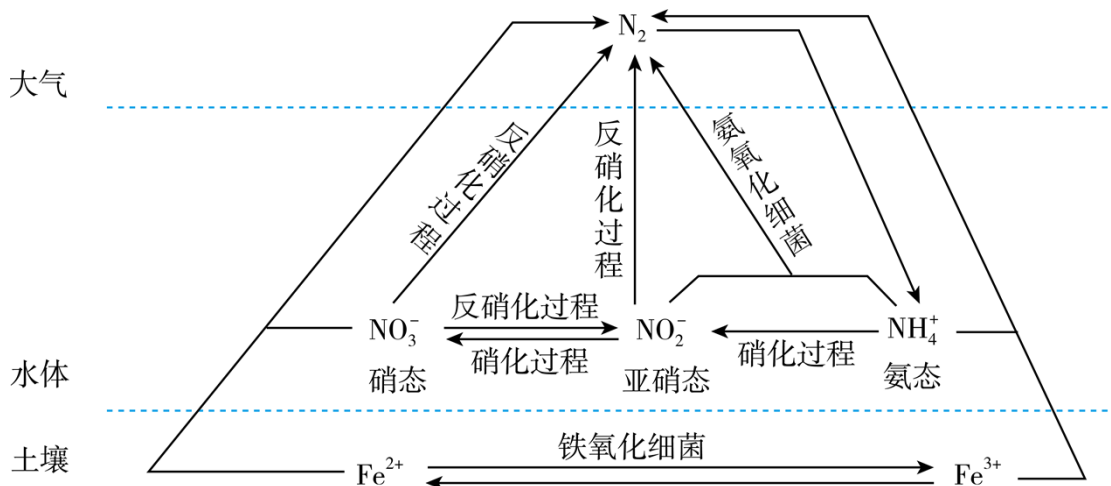 N₂
大气
反硝化过程
反硝化过程
氨氧化细菌
反硝化过程
NO₃⁻
NO₂⁻
NH₄⁺
硝化过程
硝化过程
硝态
亚硝态
氨态
水体
铁氧化细菌
土壤
Fe²⁺
Fe³⁺